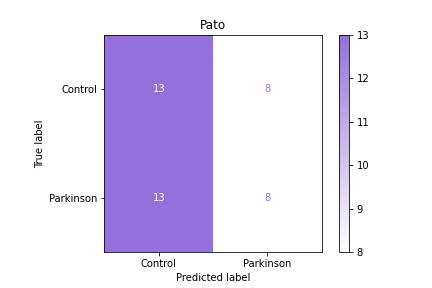 Pato
Control
13
8
Parkinson
13
8
True label
Control
Parkinson
Predicted label
13
12
11
10
9
8